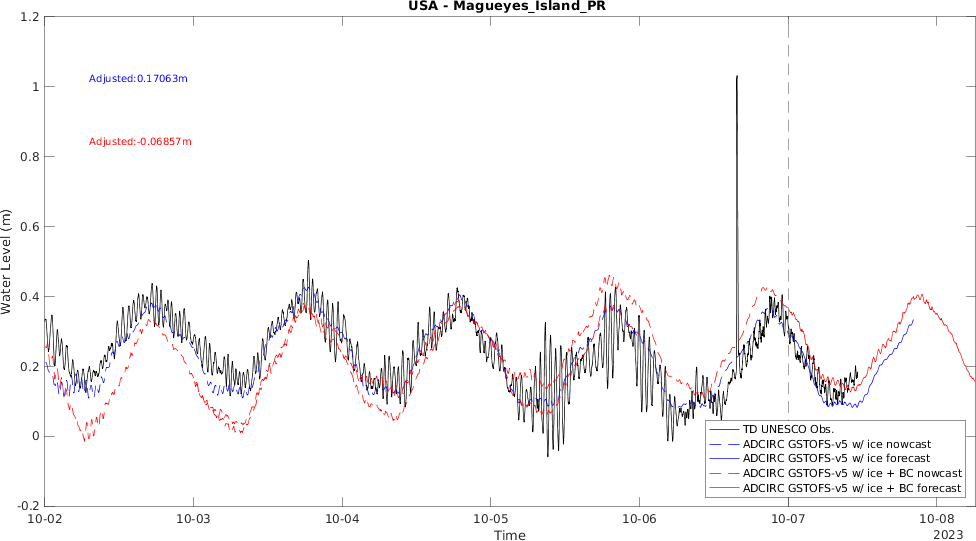 USA - Magueyes_Island_PR
1.2
1
0.8
0.6
0.4
0.2
0
-0.2
Water Level (m)
Adjusted:0.17063m
Adjusted:-0.06857m
TD UNESCO Obs.
ADCIRC GSTOFS-v5 w/ ice nowcast
ADCIRC GSTOFS-v5 w/ ice forecast
ADCIRC GSTOFS-v5 w/ ice + BC nowcast
ADCIRC GSTOFS-v5 w/ ice + BC forecast
10-02 10-03 10-04 10-05 10-06 10-07 10-08
Time
2023